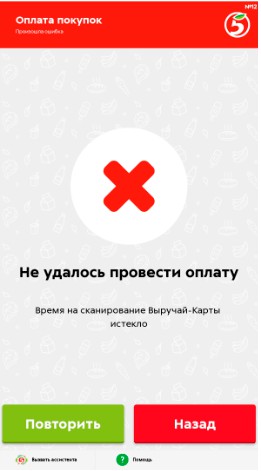 №12
Оплата покупок
Произошла ошибка
5
Не удалось провести оплату
Время на сканирование Выручай-Карты
истекло
Повторить
Назад
Вызвать ассистента
Помощь